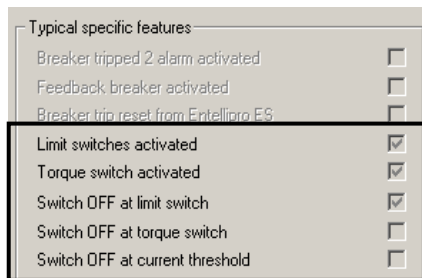 Typical specific features
Breaker tripped 2 alarm activated
Feedback breaker activated
Breaker trip reset from Entellipro ES
Limit switches activated
Torque switch activated
Switch OFF at limit switch
Switch OFF at torque switch
Switch OFF at current threshold